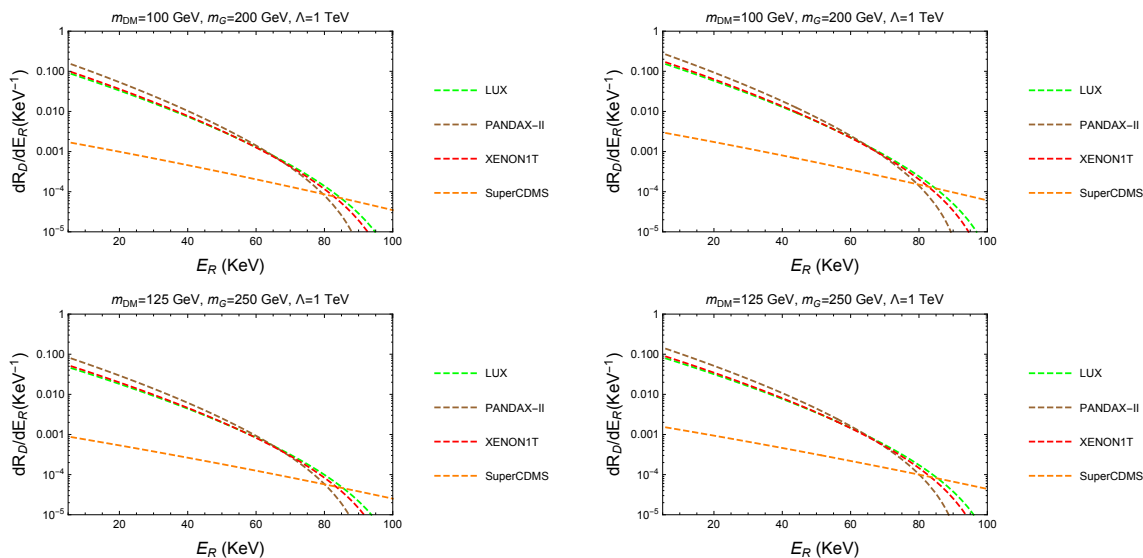 m_DM=100 GeV, m_G=200 GeV, Λ=1 TeV
dR_D/dE_R(KeV⁻¹)
1
0.100
0.010
0.001
10⁻⁴
10⁻⁵
20 40 60 80 100
E_R (KeV)
LUX
PANDAX-II
XENON1T
SuperCDMS
m_DM=100 GeV, m_G=200 GeV, Λ=1 TeV
dR_D/dE_R(KeV⁻¹)
1
0.100
0.010
0.001
10⁻⁴
10⁻⁵
20 40 60 80 100
E_R (KeV)
LUX
PANDAX-II
XENON1T
SuperCDMS
m_DM=125 GeV, m_G=250 GeV, Λ=1 TeV
dR_D/dE_R(KeV⁻¹)
1
0.100
0.010
0.001
10⁻⁴
10⁻⁵
20 40 60 80 100
E_R (KeV)
LUX
PANDAX-II
XENON1T
SuperCDMS
m_DM=125 GeV, m_G=250 GeV, Λ=1 TeV
dR_D/dE_R(KeV⁻¹)
1
0.100
0.010
0.001
10⁻⁴
10⁻⁵
20 40 60 80 100
E_R (KeV)
LUX
PANDAX-II
XENON1T
SuperCDMS